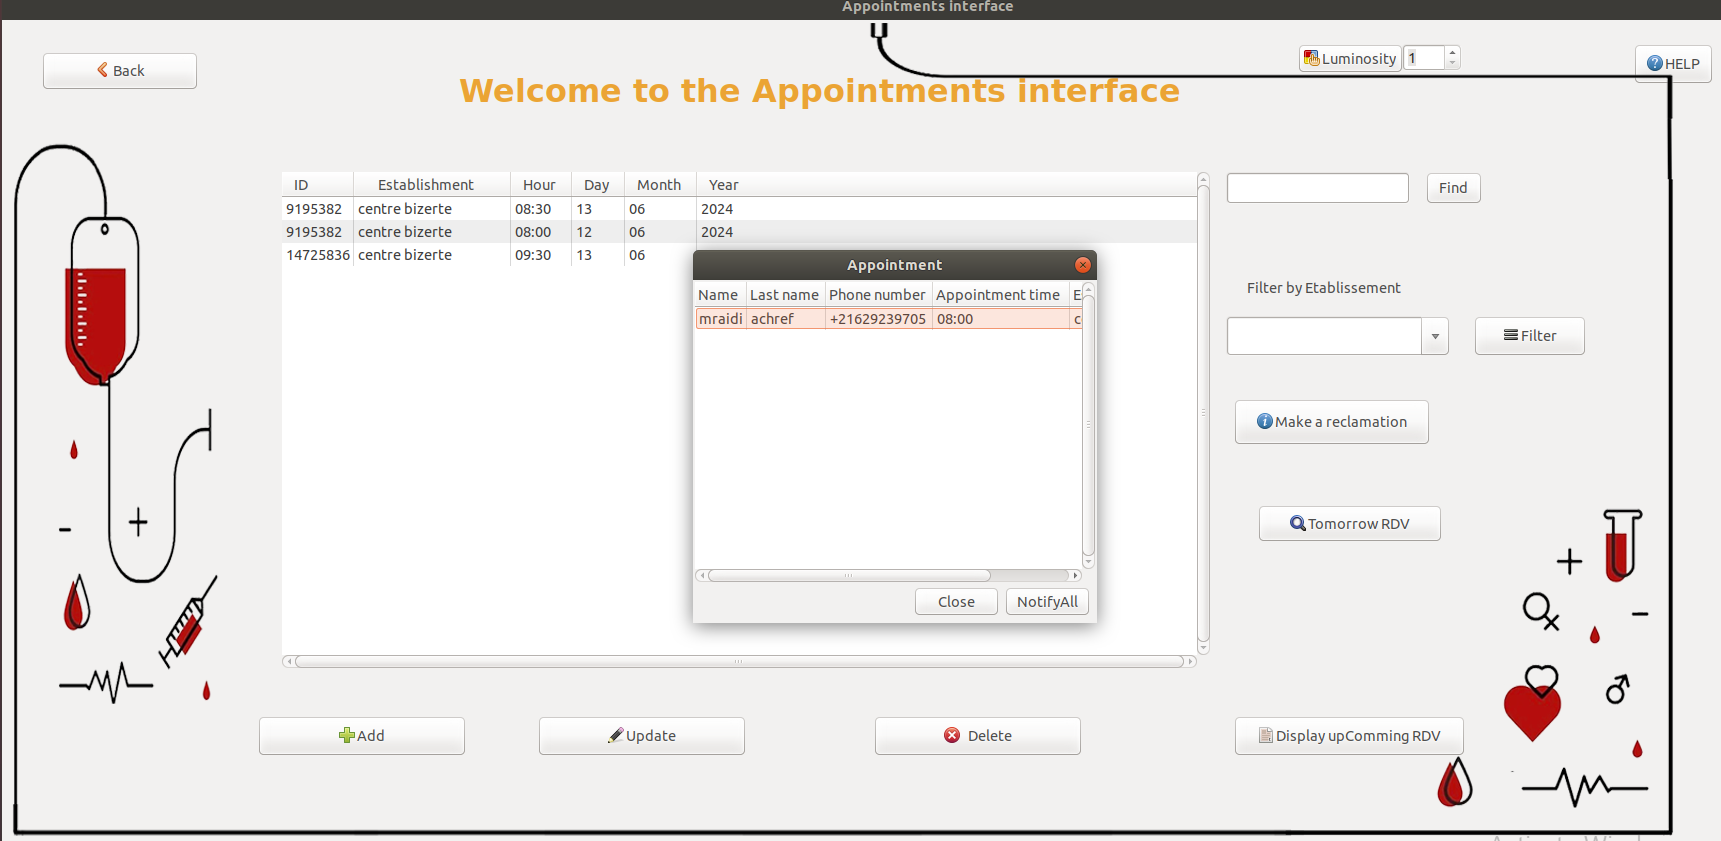 Appointments interface
Back
Luminosity 1
HELP
Welcome to the Appointments interface
ID Establishment Hour Day Month Year
9195382 centre bizerte 08:30 13 06 2024
9195382 centre bizerte 08:00 12 06 2024
14725836 centre bizerte 09:30 13 06
Find
Appointment
Name Last name Phone number Appointment time E
mraidi achref +21629239705 08:00 c
Close NotifyAll
Filter by Etablissement
Filter
Make a reclamation
Tomorrow RDV
Add Update Delete Display upComming RDV